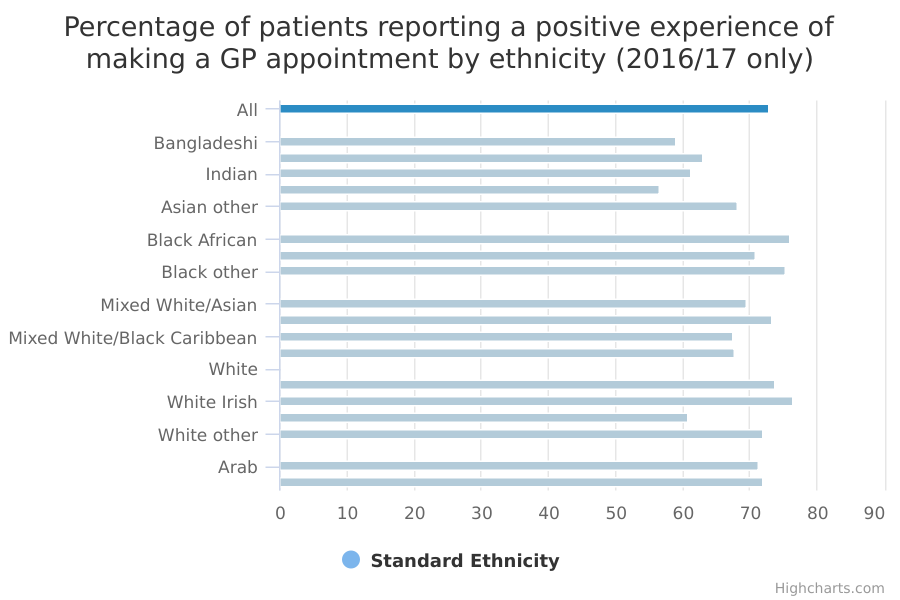 Percentage of patients reporting a positive experience of
making a GP appointment by ethnicity (2016/17 only)
All
Bangladeshi
Indian
Asian other
Black African
Black other
Mixed White/Asian
Mixed White/Black Caribbean
White
White Irish
White other
Arab
0 10 20 30 40 50 60 70 80 90
Standard Ethnicity
Highcharts.com